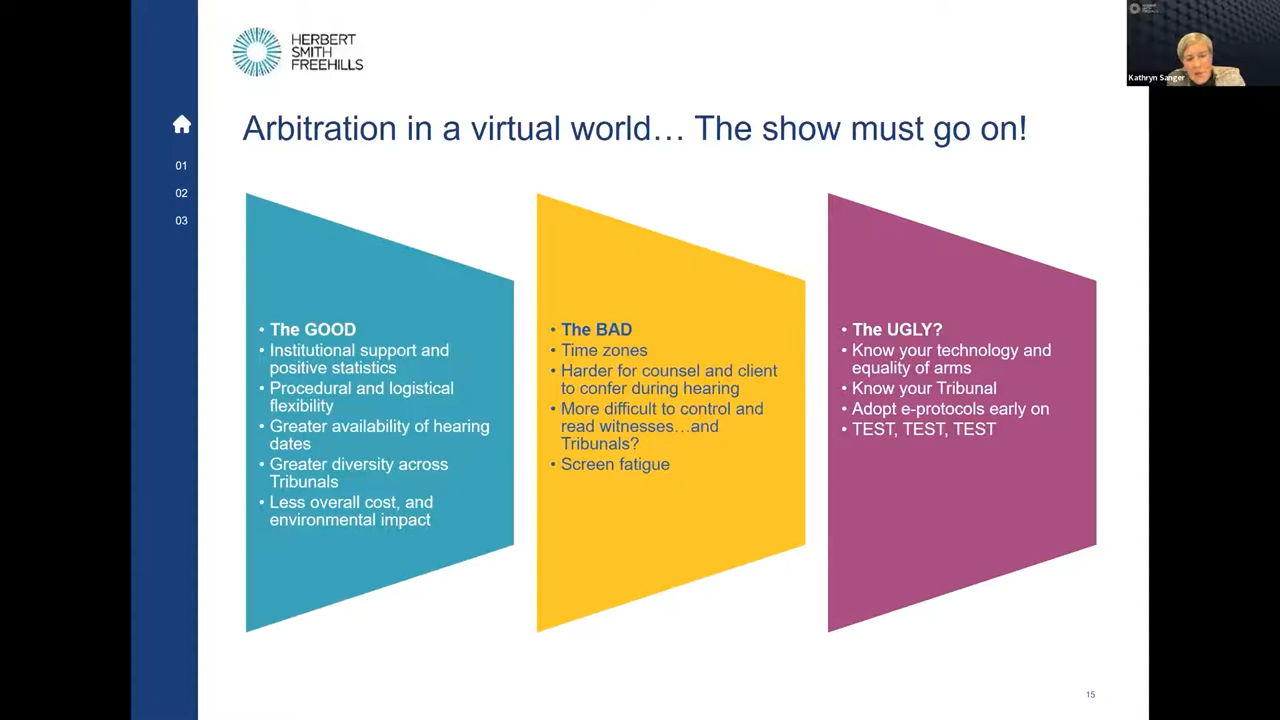 HERBERT
SMITH
FREEHILLS
Kathryn Sanger
Arbitration in a virtual world… The show must go on!
01
02
03
• The GOOD
• Institutional support and
positive statistics
• Procedural and logistical
flexibility
• Greater availability of hearing
dates
• Greater diversity across
Tribunals
• Less overall cost, and
environmental impact
• The BAD
• Time zones
• Harder for counsel and client
to confer during hearing
• More difficult to control and
read witnesses…and
Tribunals?
• Screen fatigue
• The UGLY?
• Know your technology and
equality of arms
• Know your Tribunal
• Adopt e-protocols early on
• TEST, TEST, TEST
15